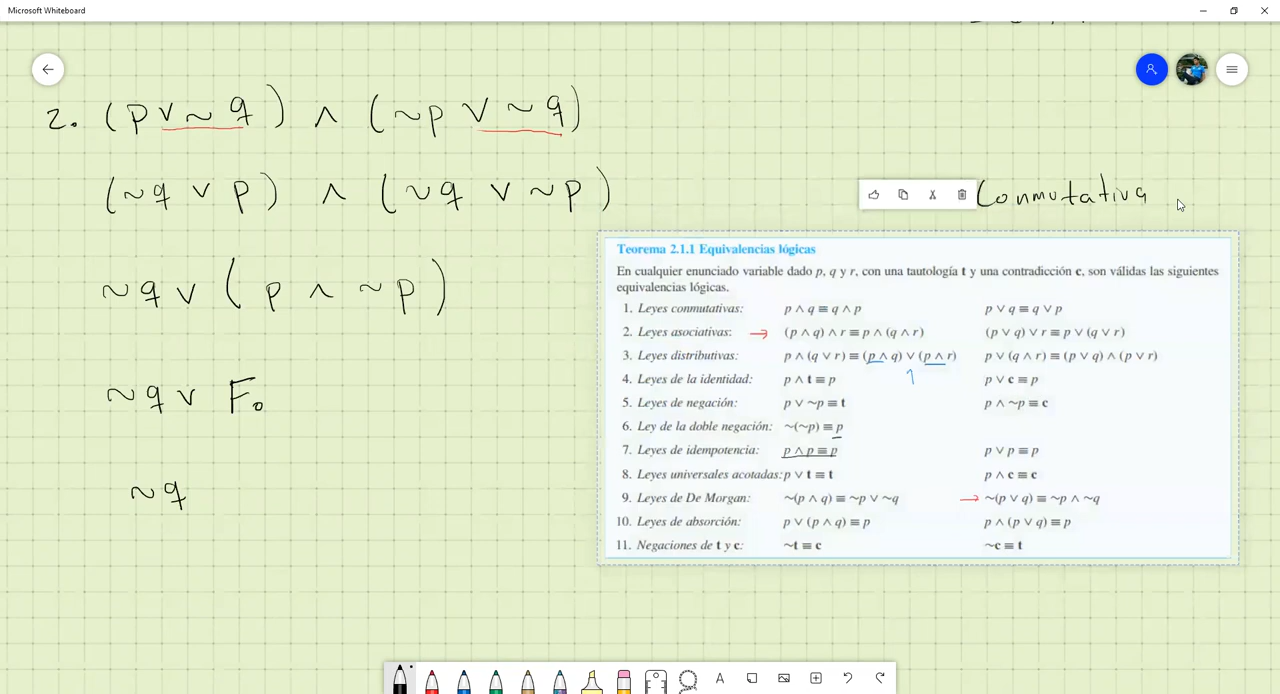 Microsoft Whiteboard
2. (p ∨ ~q) ∧ (~p ∨ ~q)
(~q ∨ p) ∧ (~q ∨ ~p)
Conmutativa
~q ∨ (p ∧ ~p)
~q ∨ F₀
~q
Teorema 2.1.1 Equivalencias lógicas
En cualquier enunciado variable dado p, q y r, con una tautología t y una contradicción c, son válidas las siguientes
equivalencias lógicas.
1. Leyes conmutativas: p ∧ q ≡ q ∧ p p ∨ q ≡ q ∨ p
2. Leyes asociativas: → (p ∧ q) ∧ r ≡ p ∧ (q ∧ r) (p ∨ q) ∨ r ≡ p ∨ (q ∨ r)
3. Leyes distributivas: p ∧ (q ∨ r) ≡ (p ∧ q) ∨ (p ∧ r) p ∨ (q ∧ r) ≡ (p ∨ q) ∧ (p ∨ r)
4. Leyes de la identidad: p ∧ t ≡ p p ∨ c ≡ p
5. Leyes de negación: p ∨ ~p ≡ t p ∧ ~p ≡ c
6. Ley de la doble negación: ~(~p) ≡ p
7. Leyes de idempotencia: p ∧ p ≡ p p ∨ p ≡ p
8. Leyes universales acotadas: p ∨ t ≡ t p ∧ c ≡ c
9. Leyes de De Morgan: ~(p ∧ q) ≡ ~p ∨ ~q → ~(p ∨ q) ≡ ~p ∧ ~q
10. Leyes de absorción: p ∨ (p ∧ q) ≡ p p ∧ (p ∨ q) ≡ p
11. Negaciones de t y c: ~t ≡ c ~c ≡ t